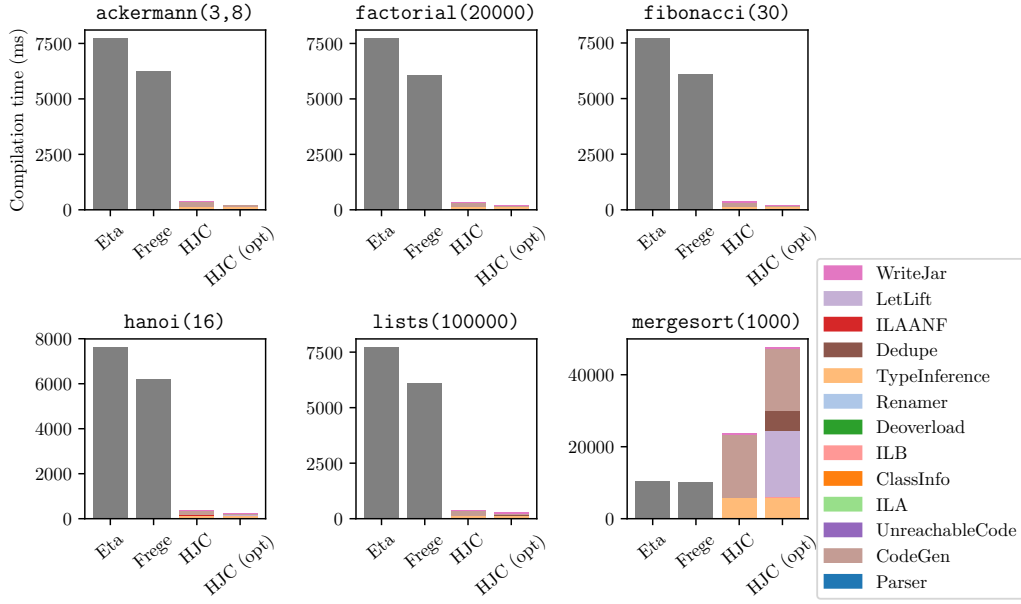 ackermann(3,8)
factorial(20000)
fibonacci(30)
Compilation time (ms)
7500
5000
2500
0
Eta
Frege
HJC
HJC (opt)
7500
5000
2500
0
Eta
Frege
HJC
HJC (opt)
7500
5000
2500
0
Eta
Frege
HJC
HJC (opt)
hanoi(16)
8000
6000
4000
2000
0
Eta
Frege
HJC
HJC (opt)
lists(100000)
7500
5000
2500
0
Eta
Frege
HJC
HJC (opt)
mergesort(1000)
40000
20000
0
Eta
Frege
HJC
HJC (opt)
WriteJar
LetLift
ILAANF
Dedupe
TypeInference
Renamer
Deoverload
ILB
ClassInfo
ILA
UnreachableCode
CodeGen
Parser